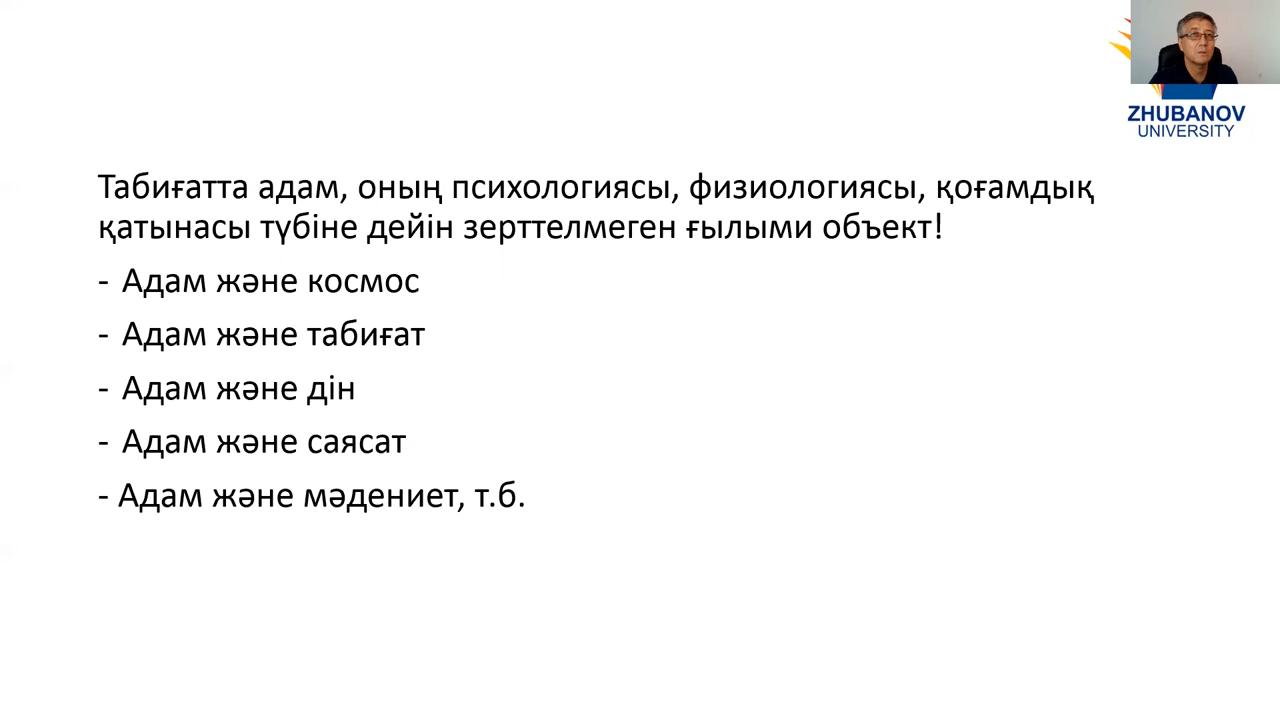 ZHUBANOV
UNIVERSITY
Табиғатта адам, оның психологиясы, физиологиясы, қоғамдық
қатынасы түбіне дейін зерттелмеген ғылыми объект!
- Адам және космос
- Адам және табиғат
- Адам және дін
- Адам және саясат
- Адам және мәдениет, т.б.